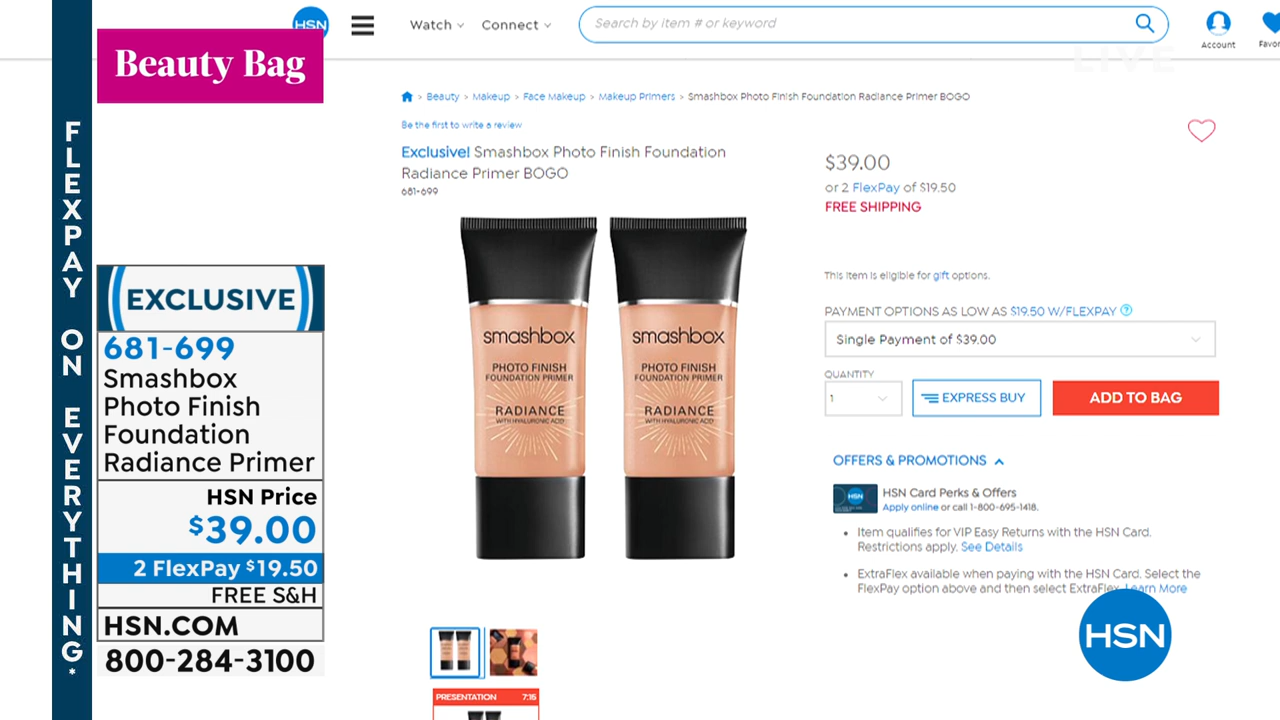 FLEXPAY ON EVERYTHING.*
Beauty Bag
EXCLUSIVE
681-699
Smashbox
Photo Finish
Foundation
Radiance Primer
HSN Price
$39.00
2 FlexPay $19.50
FREE S&H
HSN.COM
800-284-3100
HSN
Watch
Connect
Search by item # or keyword
Account
Favor
LIVE
Beauty > Makeup > Face Makeup > Makeup Primers > Smashbox Photo Finish Foundation Radiance Primer BOGO
Be the first to write a review
Exclusive! Smashbox Photo Finish Foundation
Radiance Primer BOGO
681-699
smashbox
PHOTO FINISH
FOUNDATION PRIMER
RADIANCE
WITH HYALURONIC ACID
smashbox
PHOTO FINISH
FOUNDATION PRIMER
RADIANCE
WITH HYALURONIC ACID
PRESENTATION 7:15
$39.00
or 2 FlexPay of $19.50
FREE SHIPPING
This item is eligible for gift options.
PAYMENT OPTIONS AS LOW AS $19.50 W/FLEXPAY ?
Single Payment of $39.00
QUANTITY
1
EXPRESS BUY
ADD TO BAG
OFFERS & PROMOTIONS
HSN
HSN Card Perks & Offers
Apply online or call 1-800-695-1418.
• Item qualifies for VIP Easy Returns with the HSN Card.
Restrictions apply. See Details
• ExtraFlex available when paying with the HSN Card. Select the
FlexPay option above and then select ExtraFlex. Learn More
HSN